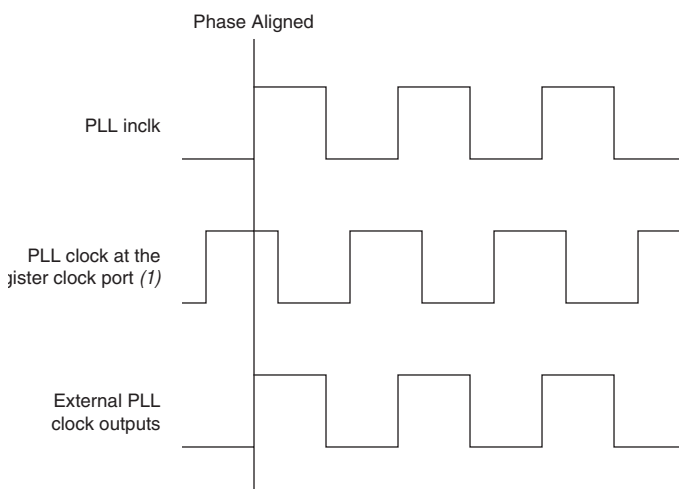 Phase Aligned
PLL inclk
PLL clock at the
gister clock port (1)
External PLL
clock outputs